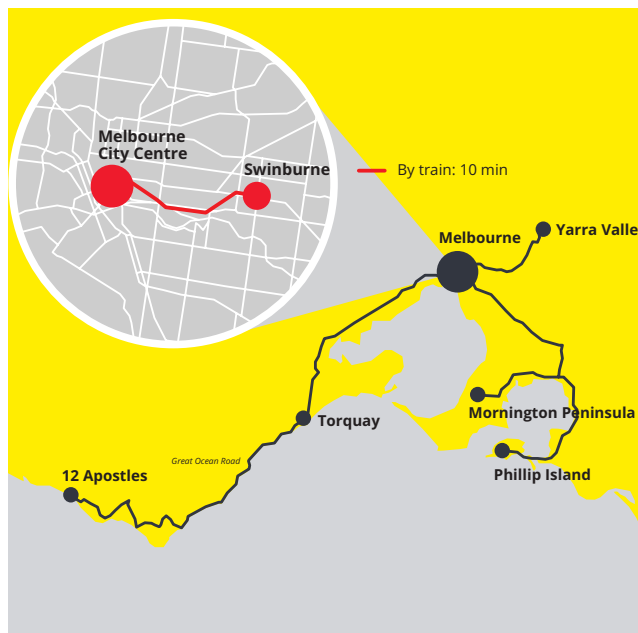 Melbourne
City Centre
Swinburne
By train: 10 min
Melbourne
Yarra Valle
Torquay
Mornington Peninsula
Great Ocean Road
12 Apostles
Phillip Island